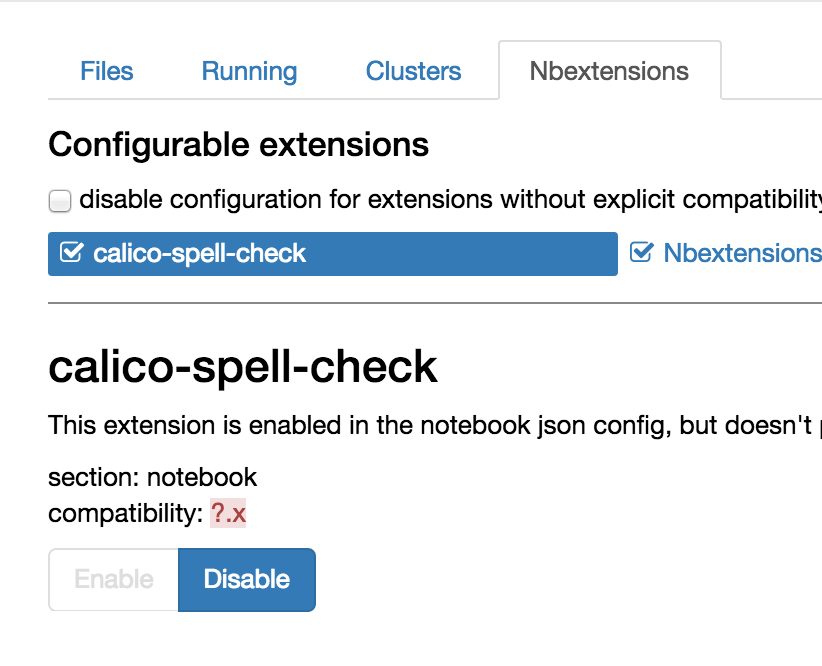 Files Running Clusters Nbextensions
Configurable extensions
disable configuration for extensions without explicit compatibility
calico-spell-check Nbextensions
calico-spell-check
This extension is enabled in the notebook json config, but doesn't
section: notebook
compatibility: ?.x
Enable Disable